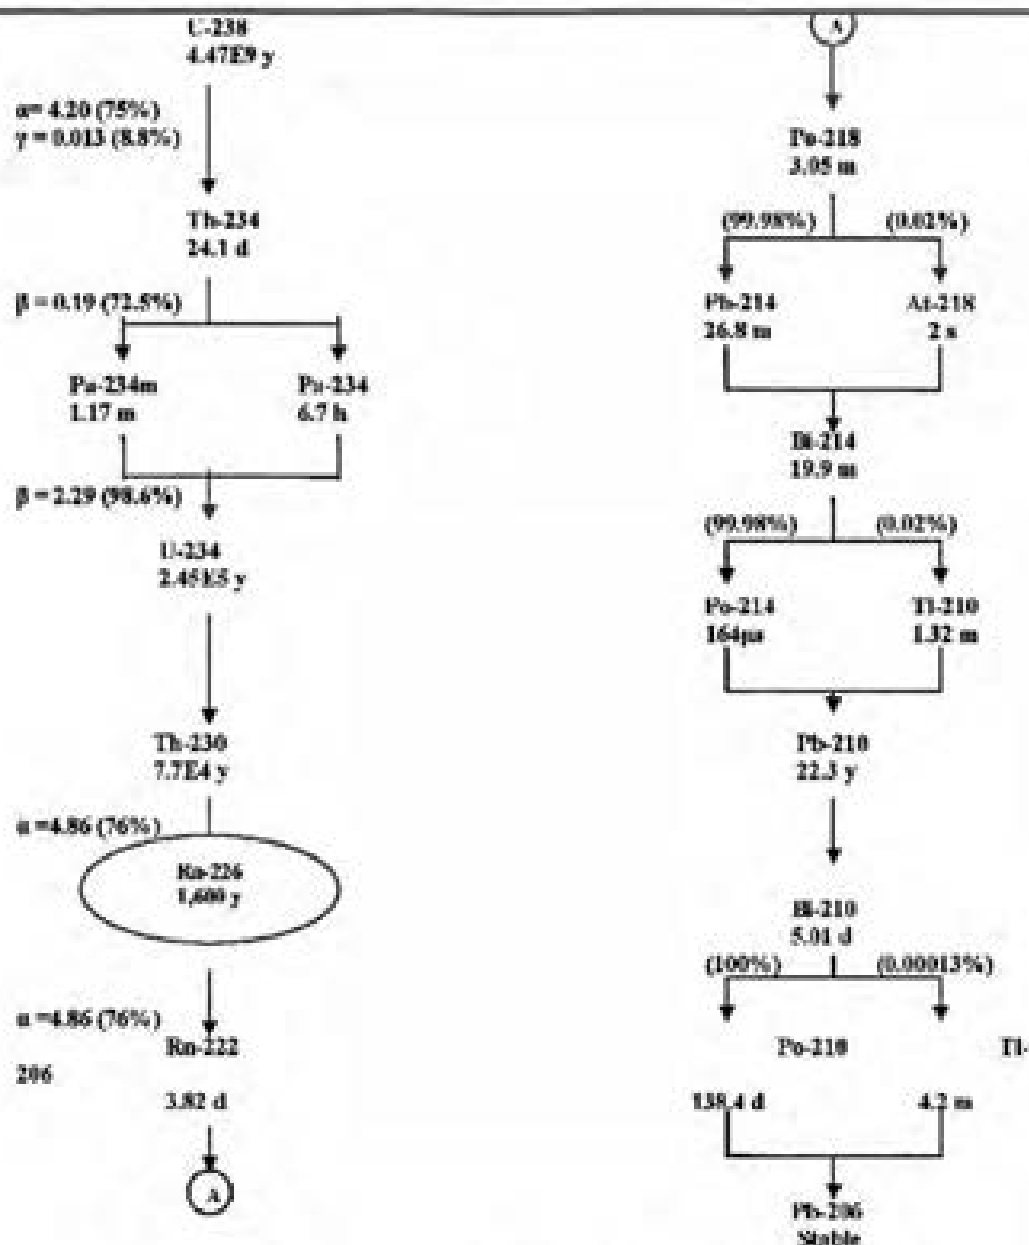 U-238
4.47E9 y
α= 4.20 (75%)
γ = 0.013 (8.8%)
Th-234
24.1 d
β = 0.19 (72.5%)
Pa-234m
1.17 m
Pa-234
6.7 h
β = 2.29 (98.6%)
U-234
2.45E5 y
Th-230
7.7E4 y
α =4.86 (76%)
Ra-226
1,600 y
α =4.86 (76%)
Rn-222
206
3.82 d
A
A
Po-218
3.05 m
(99.98%) (0.02%)
Pb-214
26.8 m
At-218
2 s
Bi-214
19.9 m
(99.98%) (0.02%)
Po-214
164µs
Tl-210
1.32 m
Pb-210
22.3 y
Bi-210
5.01 d
(100%) (0.00013%)
Po-210 Tl-
138.4 d 4.2 m
Pb-206
Stable